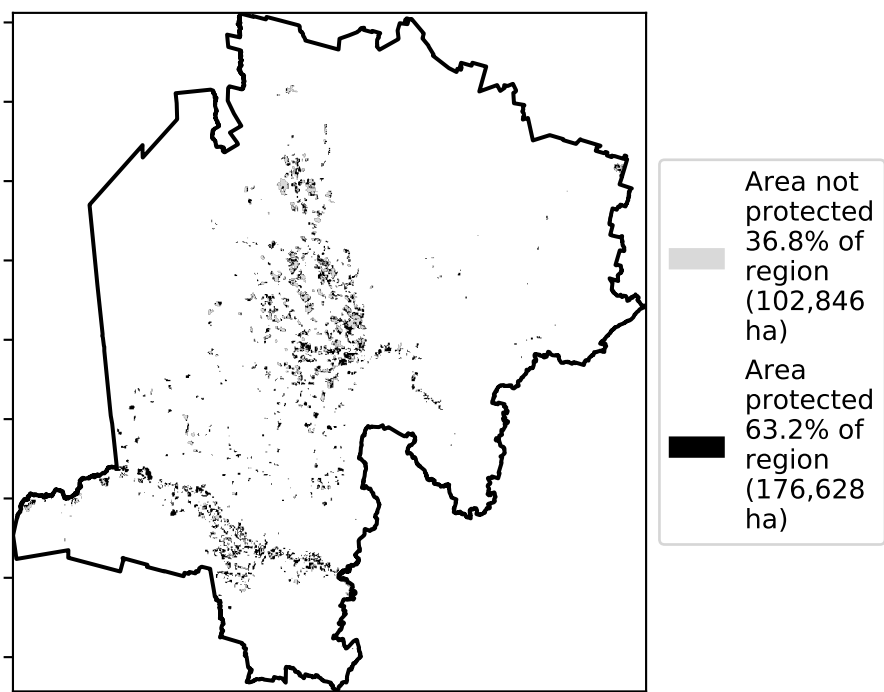 Area not
protected
36.8% of
region
(102,846
ha)
Area
protected
63.2% of
region
(176,628
ha)